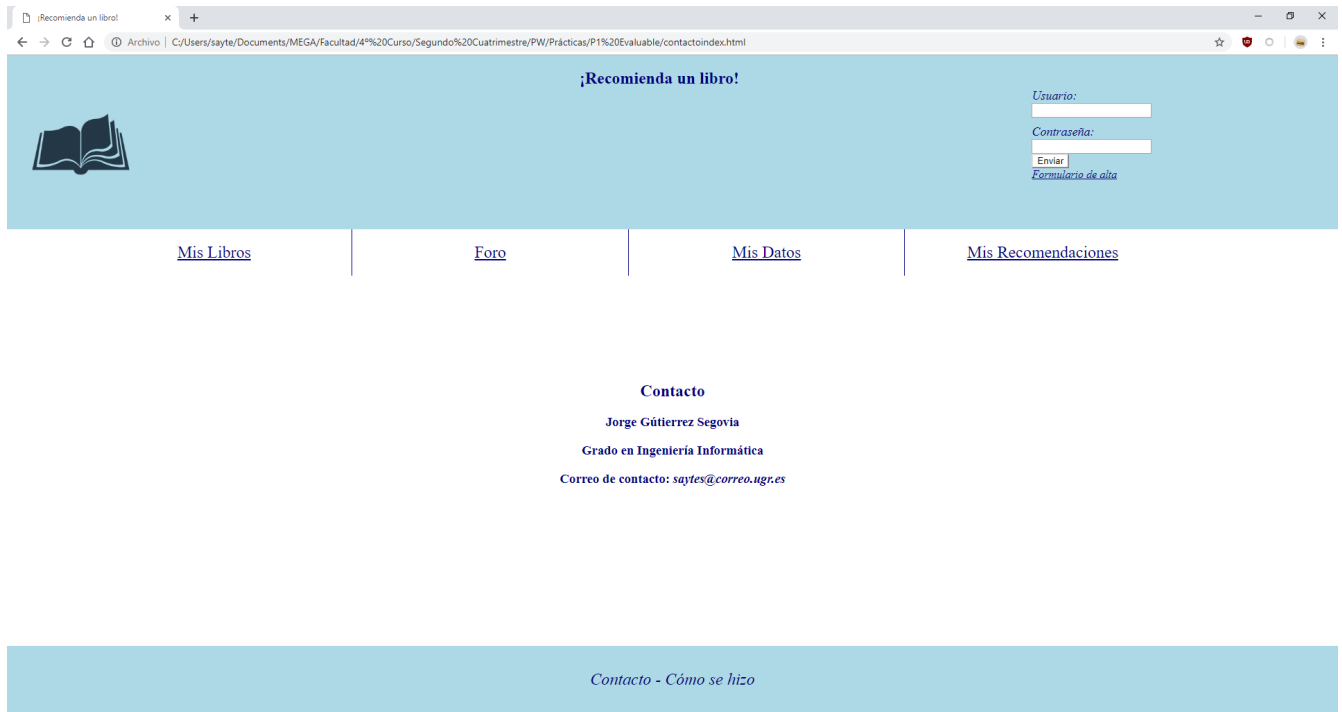 ¡Recomienda un libro!
Archivo | C:/Users/sayte/Documents/MEGA/Facultad/4º%20Curso/Segundo%20Cuatrimestre/PW/Prácticas/P1%20Evaluable/contactoindex.html
¡Recomienda un libro!
Usuario:
Contraseña:
Enviar
Formulario de alta
Mis Libros
Foro
Mis Datos
Mis Recomendaciones
Contacto
Jorge Gútierrez Segovia
Grado en Ingeniería Informática
Correo de contacto: saytes@correo.ugr.es
Contacto - Cómo se hizo